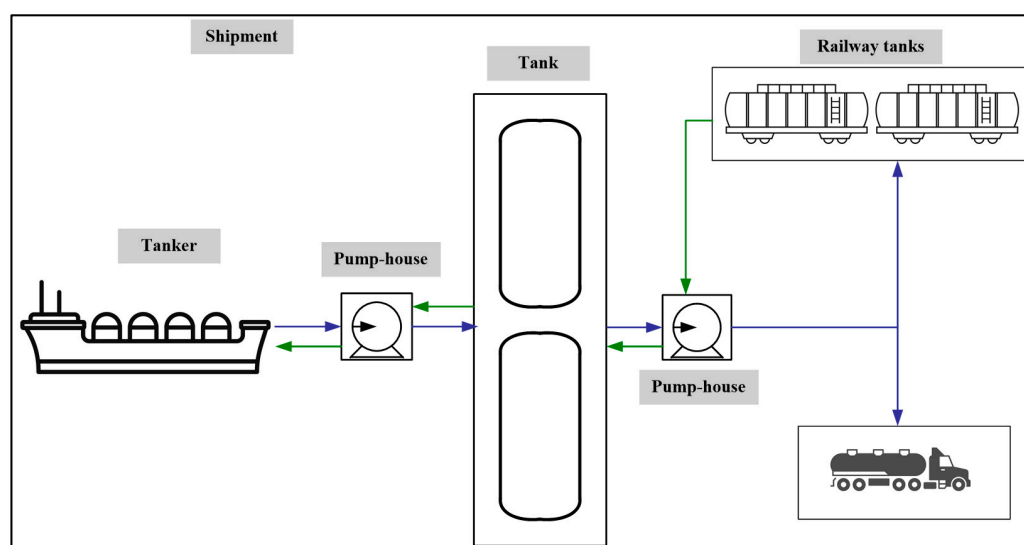 Shipment
Tank
Railway tanks
Tanker
Pump-house
Pump-house